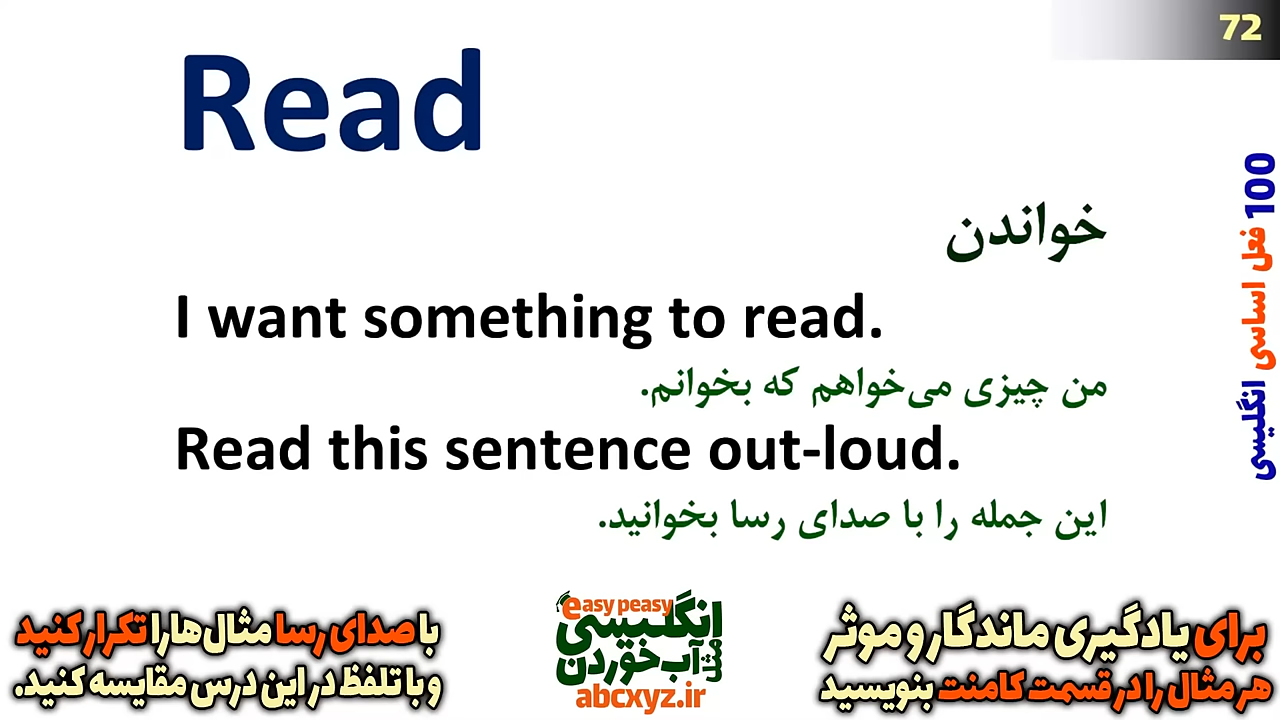 72
Read
خواندن
I want something to read.
من چیزی می‌خواهم که بخوانم.
Read this sentence out-loud.
این جمله را با صدای رسا بخوانید.
100 فعل اساسی انگلیسی
برای یادگیری ماندگار و موثر
هر مثال را در قسمت کامنت بنویسید
easy peasy
انگلیسی
مثل آب خوردن
abcxyz.ir
با صدای رسا مثال‌ها را تکرار کنید
و با تلفظ در این درس مقایسه کنید.